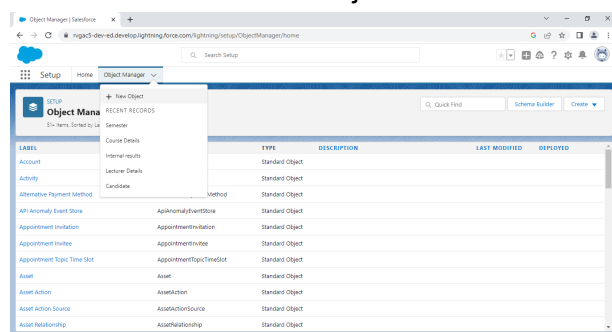 Object Manager | Salesforce
rvgac5-dev-ed.develop.lightning.force.com/lightning/setup/ObjectManager/home
Search Setup
Setup Home Object Manager
New Object
RECENT RECORDS
Semester
Course Details
Internal results
Lecturer Details
Candidate
SETUP
Object Mana
51+ Items, Sorted by La
Quick Find
Schema Builder
Create
LABEL TYPE DESCRIPTION LAST MODIFIED DEPLOYED
Account Standard Object
Activity Standard Object
Alternative Payment Method Method Standard Object
API Anomaly Event Store ApiAnomalyEventStore Standard Object
Appointment Invitation AppointmentInvitation Standard Object
Appointment Invitee AppointmentInvitee Standard Object
Appointment Topic Time Slot AppointmentTopicTimeSlot Standard Object
Asset Asset Standard Object
Asset Action AssetAction Standard Object
Asset Action Source AssetActionSource Standard Object
Asset Relationship AssetRelationship Standard Object